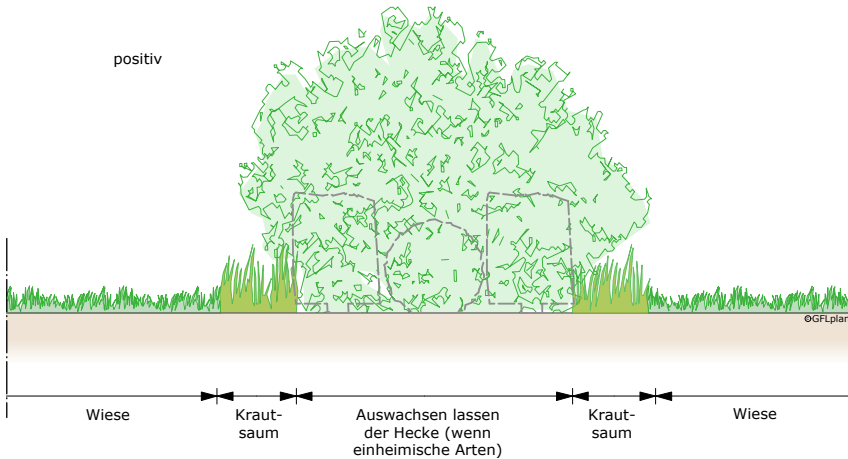 positiv
©GFLplan
Wiese
Kraut-
saum
Auswachsen lassen
der Hecke (wenn
einheimische Arten)
Kraut-
saum
Wiese